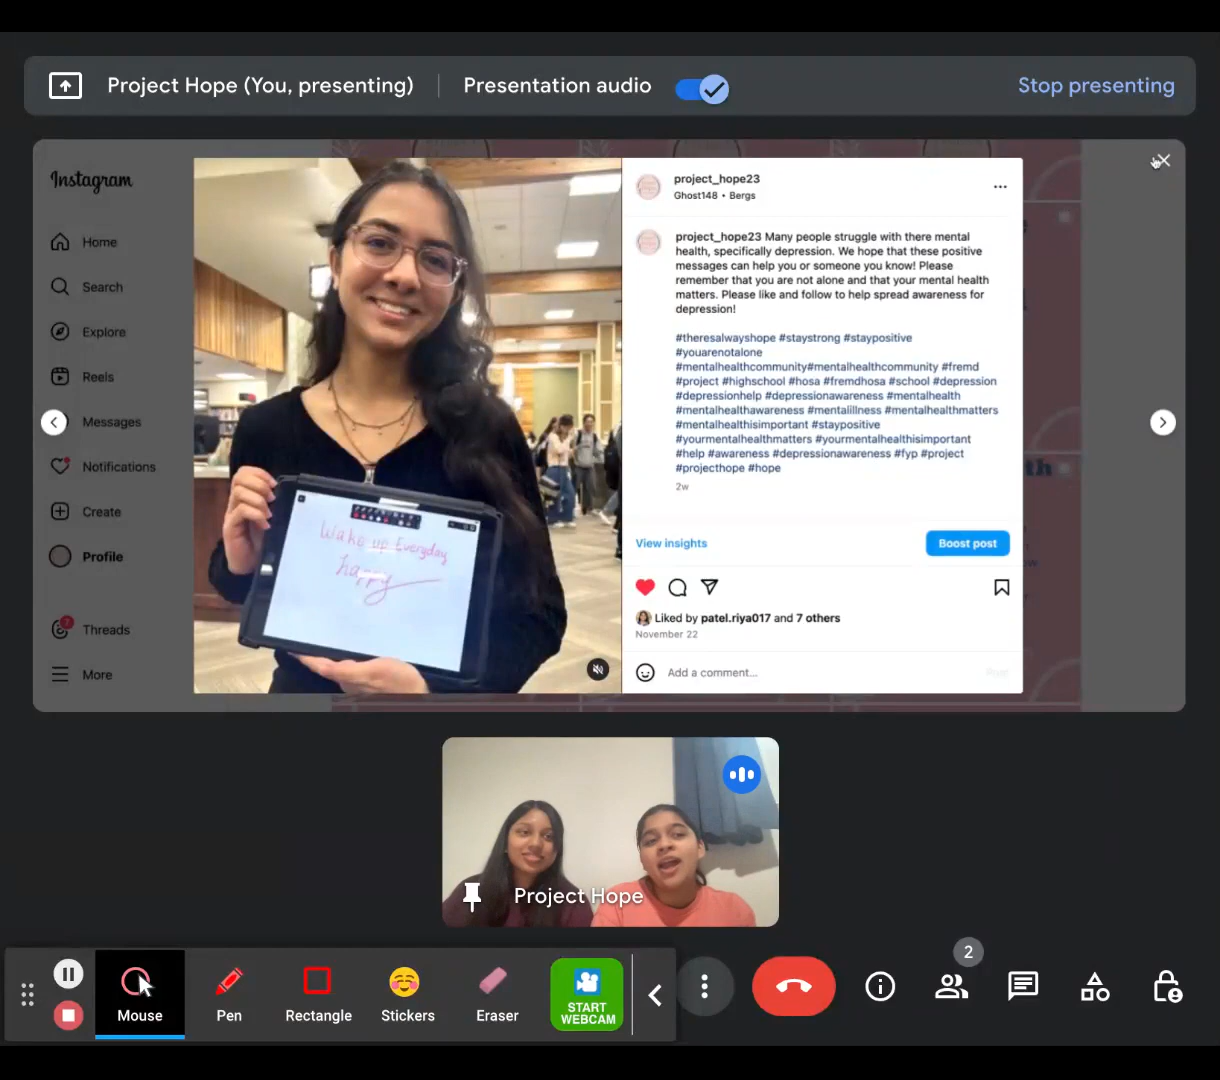 Project Hope (You, presenting)
Presentation audio
Stop presenting
Instagram
Home
Search
Explore
Reels
Messages
Notifications
Create
Profile
Threads
More
Wake up Everyday
happy
project_hope23
Ghost148 • Bergs
project_hope23 Many people struggle with there mental
health, specifically depression. We hope that these positive
messages can help you or someone you know! Please
remember that you are not alone and that your mental health
matters. Please like and follow to help spread awareness for
depression!
#theresalwayshope #staystrong #staypositive
#youarenotalone
#mentalhealthcommunity#mentalhealthcommunity #fremd
#project #highschool #hosa #fremdhosa #school #depression
#depressionhelp #depressionawareness #mentalhealth
#mentalhealthawareness #mentalillness #mentalhealthmatters
#mentalhealthisimportant #staypositive
#yourmentalhealthmatters #yourmentalhealthisimportant
#help #awareness #depressionawareness #fyp #project
#projecthope #hope
2w
View insights
Boost post
Liked by patel.riya017 and 7 others
November 22
Add a comment...
Post
Project Hope
Mouse
Pen
Rectangle
Stickers
Eraser
START
WEBCAM
2